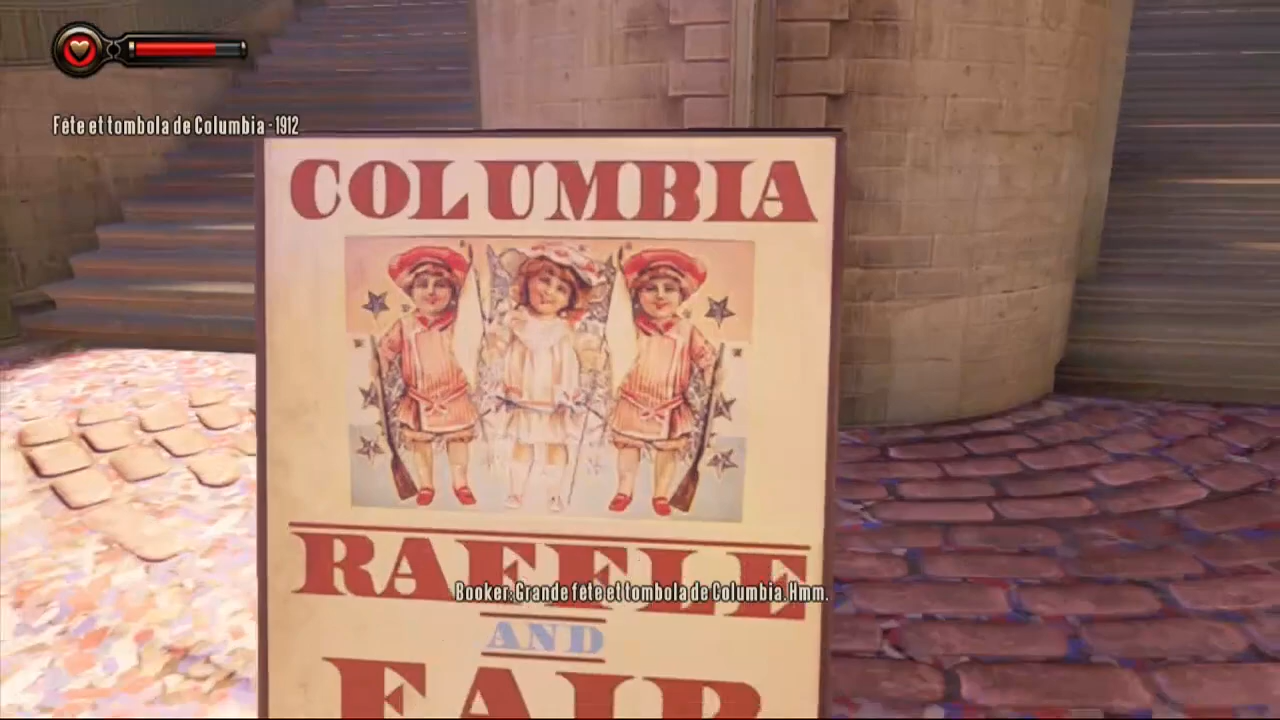 Fête et tombola de Columbia - 1912
COLUMBIA
RAFFLE
Booker: Grande fête et tombola de Columbia. Hmm.
AND
FAIR